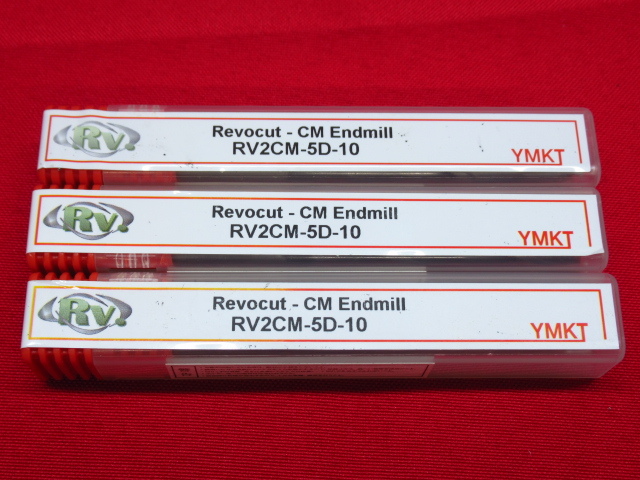 RV.
Revocut - CM Endmill
RV2CM-5D-10
YMKT
RV.
Revocut - CM Endmill
RV2CM-5D-10
YMKT
RV.
Revocut - CM Endmill
RV2CM-5D-10
YMKT